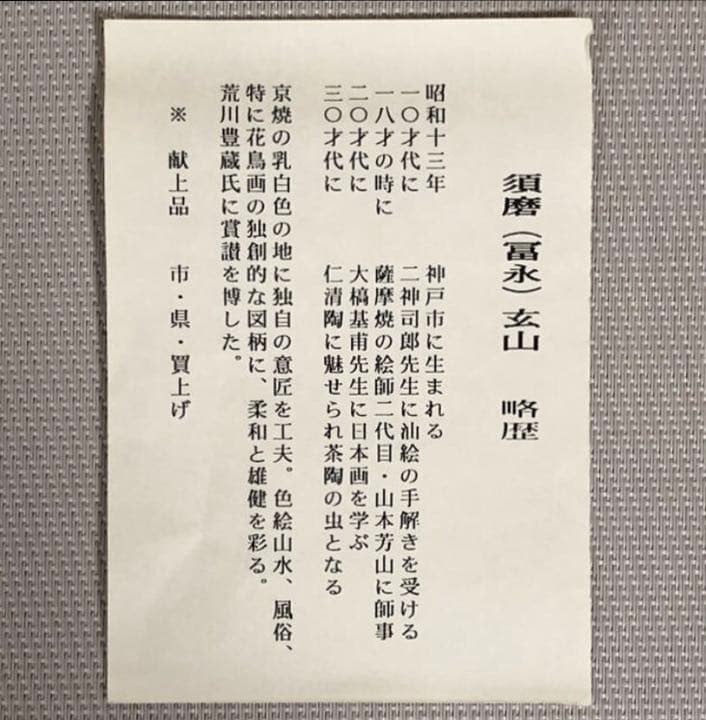 須磨（冨永）玄山　略歴
昭和十三年　神戸市に生まれる
一〇才代に　二神司郎先生に油絵の手解きを受ける
一八才の時に　薩摩焼の絵師二代目・山本芳山に師事
二〇才代に　大槁基甫先生に日本画を学ぶ
三〇才代に　仁清陶に魅せられ茶陶の虫となる
京焼の乳白色の地に独自の意匠を工夫。色絵山水、風俗、
特に花鳥画の独創的な図柄に、柔和と雄健を彩る。
荒川豊蔵氏に賞讃を博した。
※　献上品　市・県・買上げ